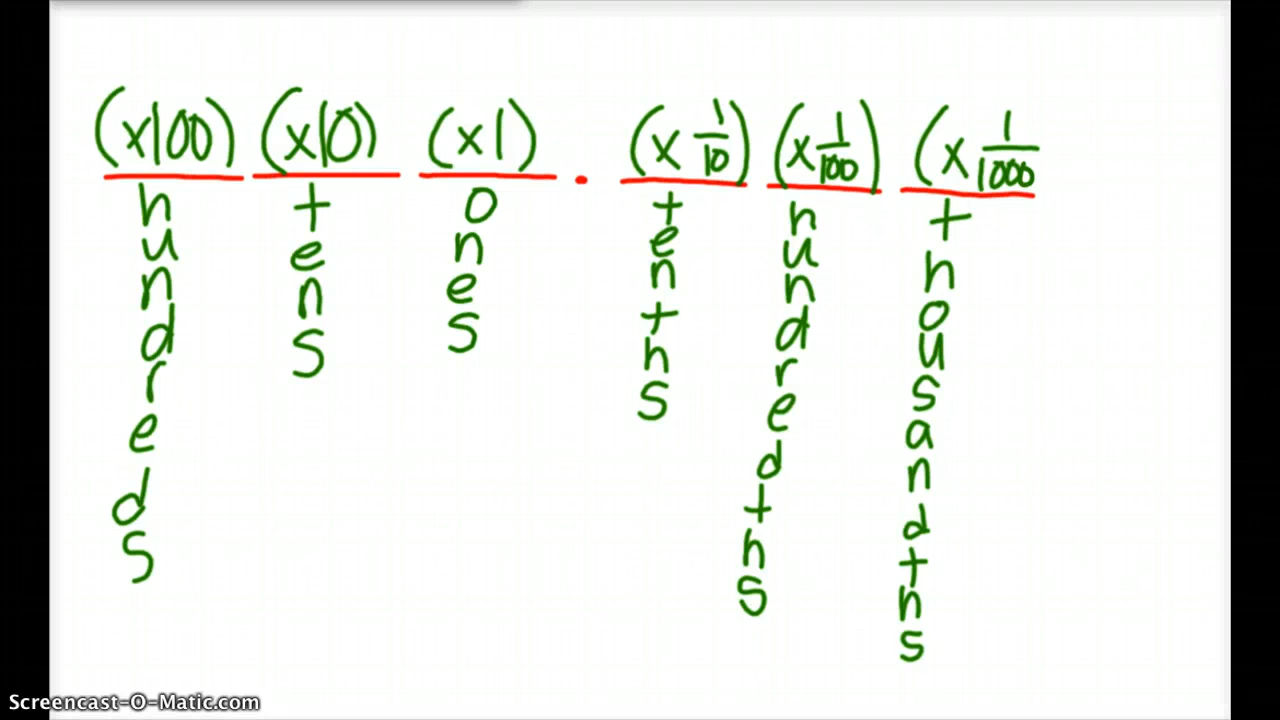 (x100) (x10) (x1) . (x 1/10) (x 1/100) (x 1/1000
hundreds tens ones tenths hundredths thousandths
Screencast-O-Matic.com